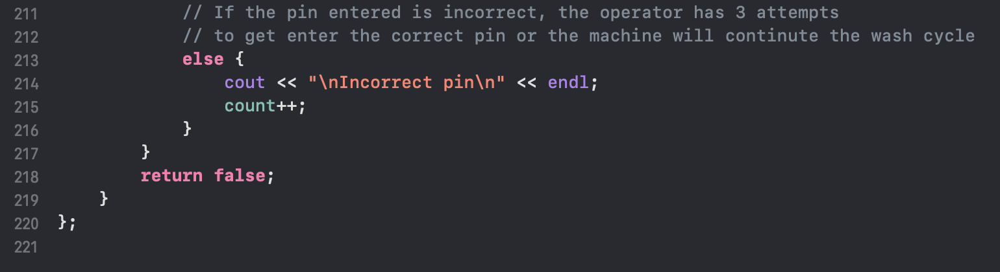 211 // If the pin entered is incorrect, the operator has 3 attempts
212 // to get enter the correct pin or the machine will continute the wash cycle
213 else {
214 cout << "\nIncorrect pin\n" << endl;
215 count++;
216 }
217 }
218 return false;
219 }
220 };
221